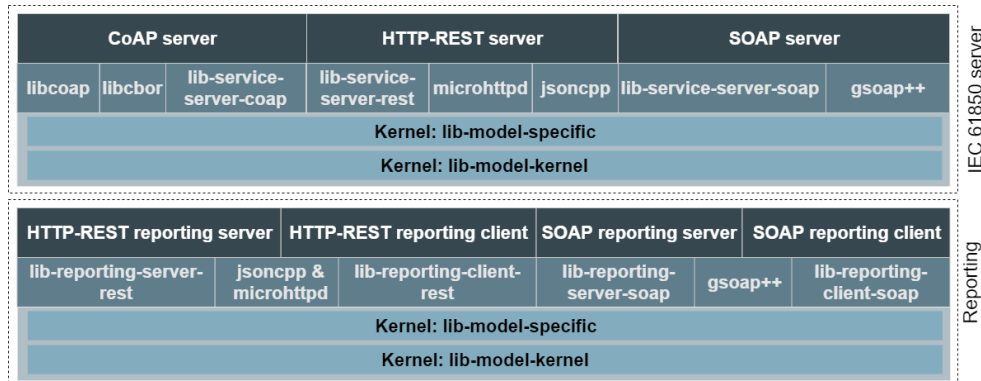 CoAP server
HTTP-REST server
SOAP server
libcoap
libcbor
lib-service-
server-coap
lib-service-
server-rest
microhttpd
jsoncpp
lib-service-server-soap
gsoap++
Kernel: lib-model-specific
Kernel: lib-model-kernel
IEC 61850 server
HTTP-REST reporting server
HTTP-REST reporting client
SOAP reporting server
SOAP reporting client
lib-reporting-server-
rest
jsoncpp &
microhttpd
lib-reporting-client-
rest
lib-reporting-
server-soap
gsoap++
lib-reporting-
client-soap
Kernel: lib-model-specific
Kernel: lib-model-kernel
Reporting